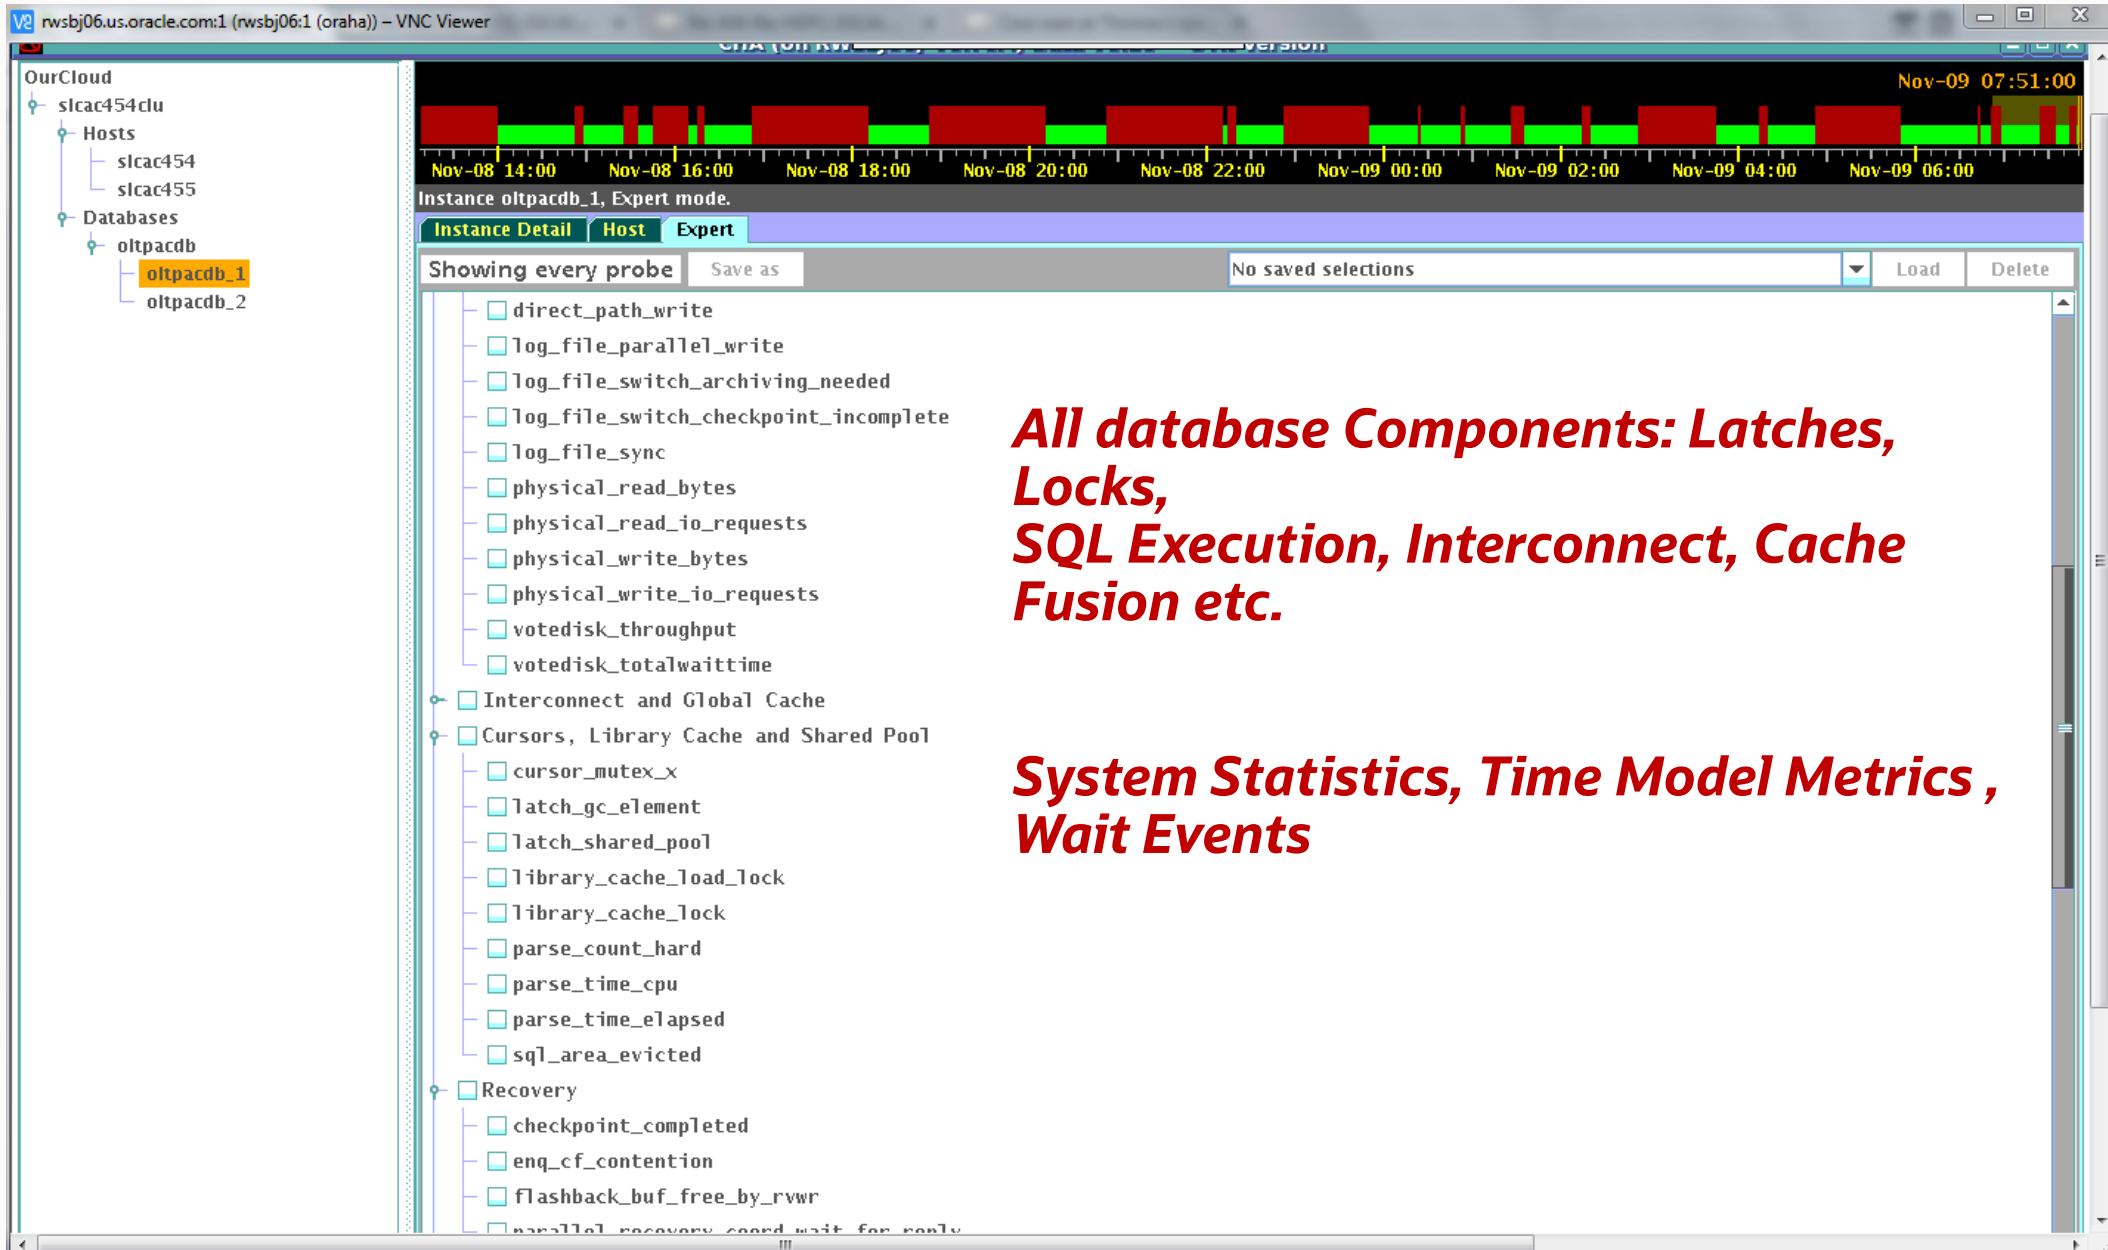 rwsbj06.us.oracle.com:1 (rwsbj06:1 (oraha)) – VNC Viewer
OurCloud
slcac454clu
Hosts
slcac454
slcac455
Databases
oltpacdb
oltpacdb_1
oltpacdb_2
Nov-09 07:51:00
Nov-08 14:00 Nov-08 16:00 Nov-08 18:00 Nov-08 20:00 Nov-08 22:00 Nov-09 00:00 Nov-09 02:00 Nov-09 04:00 Nov-09 06:00
Instance oltpacdb_1, Expert mode.
Instance Detail Host Expert
Showing every probe Save as No saved selections Load Delete
direct_path_write
log_file_parallel_write
log_file_switch_archiving_needed
log_file_switch_checkpoint_incomplete
log_file_sync
physical_read_bytes
physical_read_io_requests
physical_write_bytes
physical_write_io_requests
votedisk_throughput
votedisk_totalwaittime
Interconnect and Global Cache
Cursors, Library Cache and Shared Pool
cursor_mutex_x
latch_gc_element
latch_shared_pool
library_cache_load_lock
library_cache_lock
parse_count_hard
parse_time_cpu
parse_time_elapsed
sql_area_evicted
Recovery
checkpoint_completed
enq_cf_contention
flashback_buf_free_by_rvwr
parallel_recovery_coord_wait_for_reply
All database Components: Latches,
Locks,
SQL Execution, Interconnect, Cache
Fusion etc.
System Statistics, Time Model Metrics ,
Wait Events